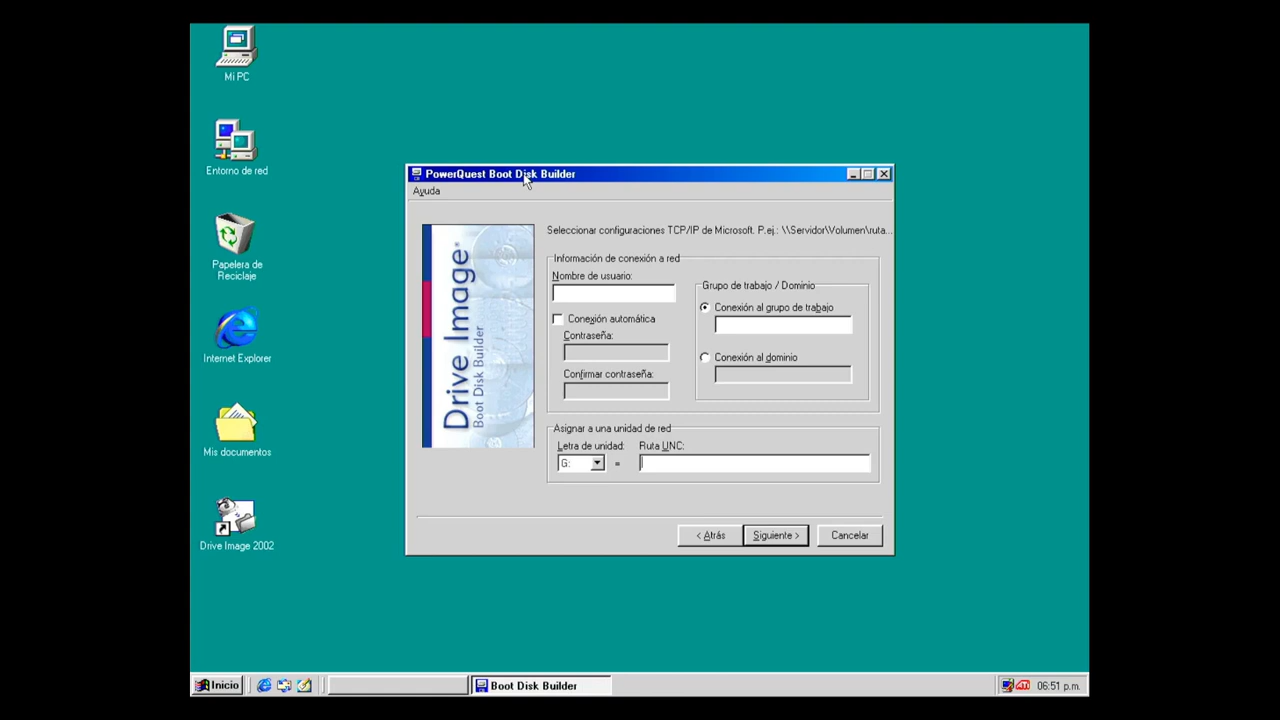 Mi PC
Entorno de red
Papelera de
Reciclaje
Internet Explorer
Mis documentos
Drive Image 2002
PowerQuest Boot Disk Builder
Ayuda
Drive Image®
Boot Disk Builder
Seleccionar configuraciones TCP/IP de Microsoft. P.ej.: \\Servidor\Volumen\ruta...
Información de conexión a red
Nombre de usuario:
Conexión automática
Contraseña:
Confirmar contraseña:
Grupo de trabajo / Dominio
Conexión al grupo de trabajo
Conexión al dominio
Asignar a una unidad de red
Letra de unidad: Ruta UNC:
G: =
< Atrás Siguiente > Cancelar
Inicio Boot Disk Builder ATI 06:51 p.m.